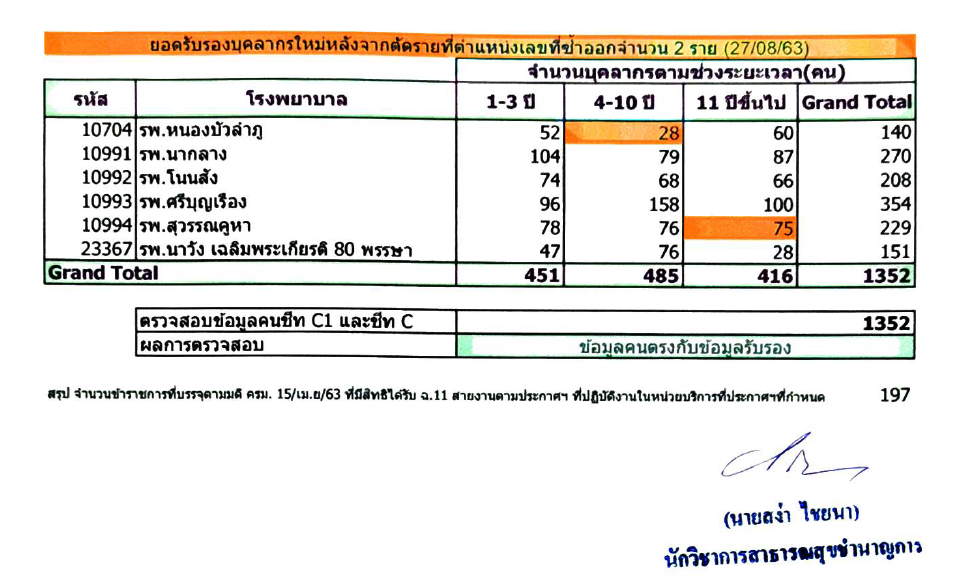 ยอดรับรองบุคลากรใหม่หลังจากตัดรายที่ตำแหน่งเลขที่ซ้ำออกจำนวน 2 ราย (27/08/63)
จำนวนบุคลากรตามช่วงระยะเวลา(คน)
รหัส โรงพยาบาล 1-3 ปี 4-10 ปี 11 ปีขึ้นไป Grand Total
10704 รพ.หนองบัวลำภู 52 28 60 140
10991 รพ.นากลาง 104 79 87 270
10992 รพ.โนนสัง 74 68 66 208
10993 รพ.ศรีบุญเรือง 96 158 100 354
10994 รพ.สุวรรณคูหา 78 76 75 229
23367 รพ.นาวัง เฉลิมพระเกียรติ 80 พรรษา 47 76 28 151
Grand Total 451 485 416 1352
ตรวจสอบข้อมูลคนชีท C1 และชีท C 1352
ผลการตรวจสอบ ข้อมูลคนตรงกับข้อมูลรับรอง
สรุป จำนวนข้าราชการที่บรรจุตามมติ ครม. 15/เม.ย/63 ที่มีสิทธิได้รับ ฉ.11 สายงานตามประกาศฯ ที่ปฏิบัติงานในหน่วยบริการที่ประกาศฯที่กำหนด 197
(นายสง่า ไชยนา)
นักวิชาการสาธารณสุขชำนาญการ